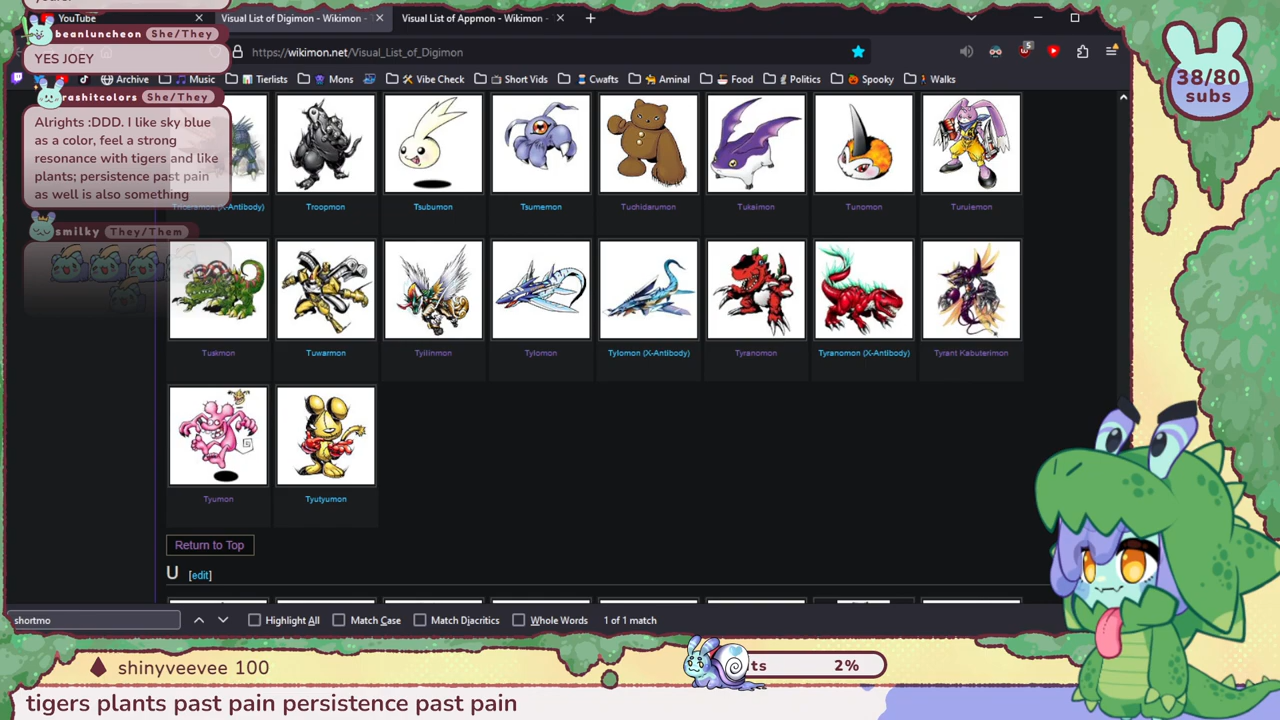 YouTube
Visual List of Digimon - Wikimon
Visual List of Appmon - Wikimon
beanluncheon She/They
YES JOEY
https://wikimon.net/Visual_List_of_Digimon
5
Archive
Music
Tierlists
Mons
Vibe Check
Short Vids
Cwafts
Aminal
Food
Politics
Spooky
Walks
38/80
subs
rashitcolors She/They
Alrights :DDD. I like sky blue
as a color, feel a strong
resonance with tigers and like
plants; persistence past pain
as well is also something
Troopmon
Tsubumon
Tsumemon
Tuchidarumon
Tukaimon
Tunomon
Turuiemon
smilky They/Them
Tuskmon
Tuwarmon
Tyilinmon
Tylomon
Tylomon (X-Antibody)
Tyranomon
Tyranomon (X-Antibody)
Tyrant Kabuterimon
Tyumon
Tyutyumon
Return to Top
U [edit]
shortmo
Highlight All
Match Case
Match Diacritics
Whole Words
1 of 1 match
shinyveevee 100
ts 2%
tigers plants past pain persistence past pain